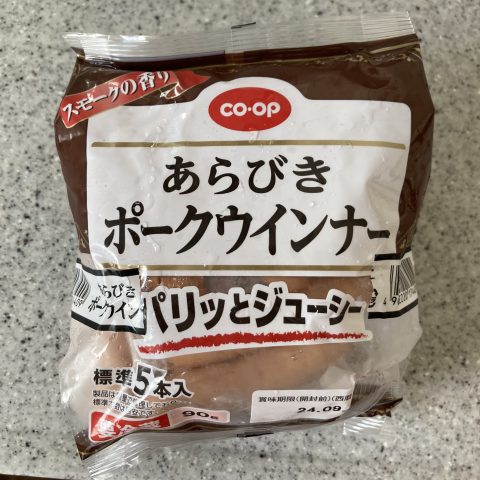 スモークの香り
CO・OP
あらびき
ポークウインナー
あらびき
ポークウイン
パリッとジューシー
標準5本入
90g
賞味期限(開封前)(西暦
24.09